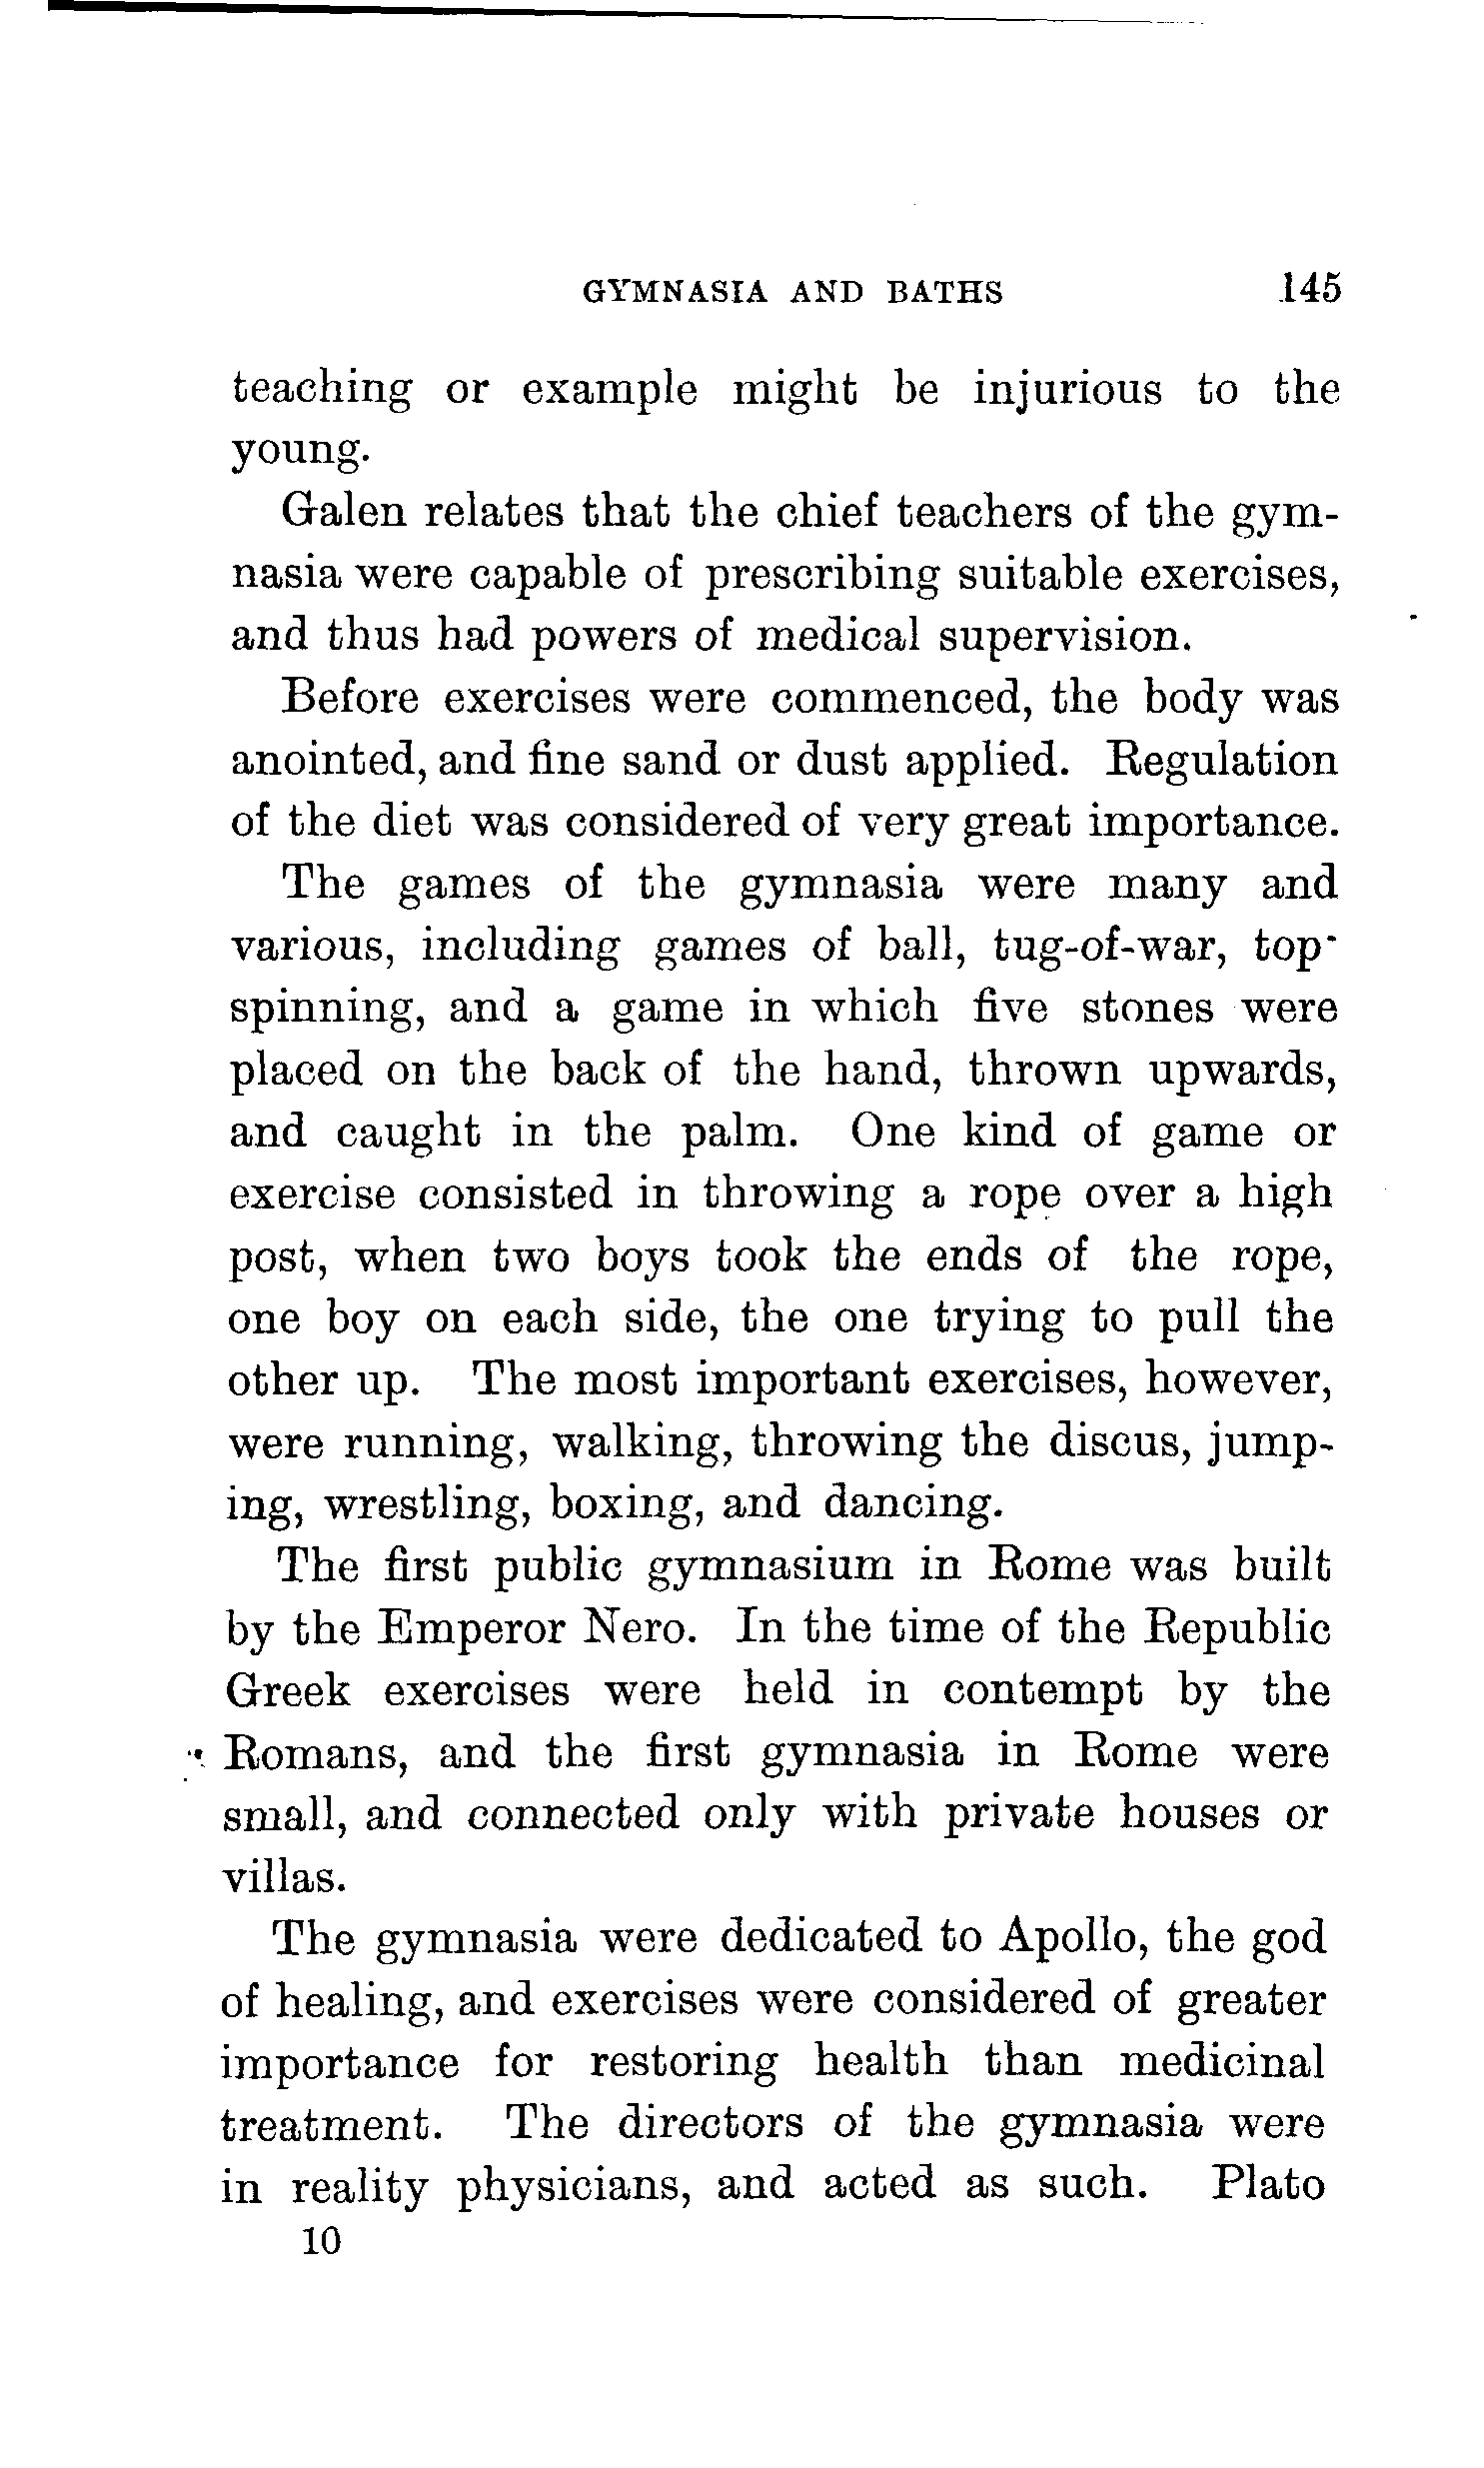 GYMNASIA AND BATHS 145
teaching or example might be injurious to the
young.
Galen relates that the chief teachers of the gym-
nasia were capable of prescribing suitable exercises,
and thus had powers of medical supervision.
Before exercises were commenced, the body was
anointed, and fine sand or dust applied. Regulation
of the diet was considered of very great importance.
The games of the gymnasia were many and
various, including games of ball, tug-of-war, top-
spinning, and a game in which five stones were
placed on the back of the hand, thrown upwards,
and caught in the palm. One kind of game or
exercise consisted in throwing a rope over a high
post, when two boys took the ends of the rope,
one boy on each side, the one trying to pull the
other up. The most important exercises, however,
were running, walking, throwing the discus, jump-
ing, wrestling, boxing, and dancing.
The first public gymnasium in Rome was built
by the Emperor Nero. In the time of the Republic
Greek exercises were held in contempt by the
Romans, and the first gymnasia in Rome were
small, and connected only with private houses or
villas.
The gymnasia were dedicated to Apollo, the god
of healing, and exercises were considered of greater
importance for restoring health than medicinal
treatment. The directors of the gymnasia were
in reality physicians, and acted as such. Plato
10